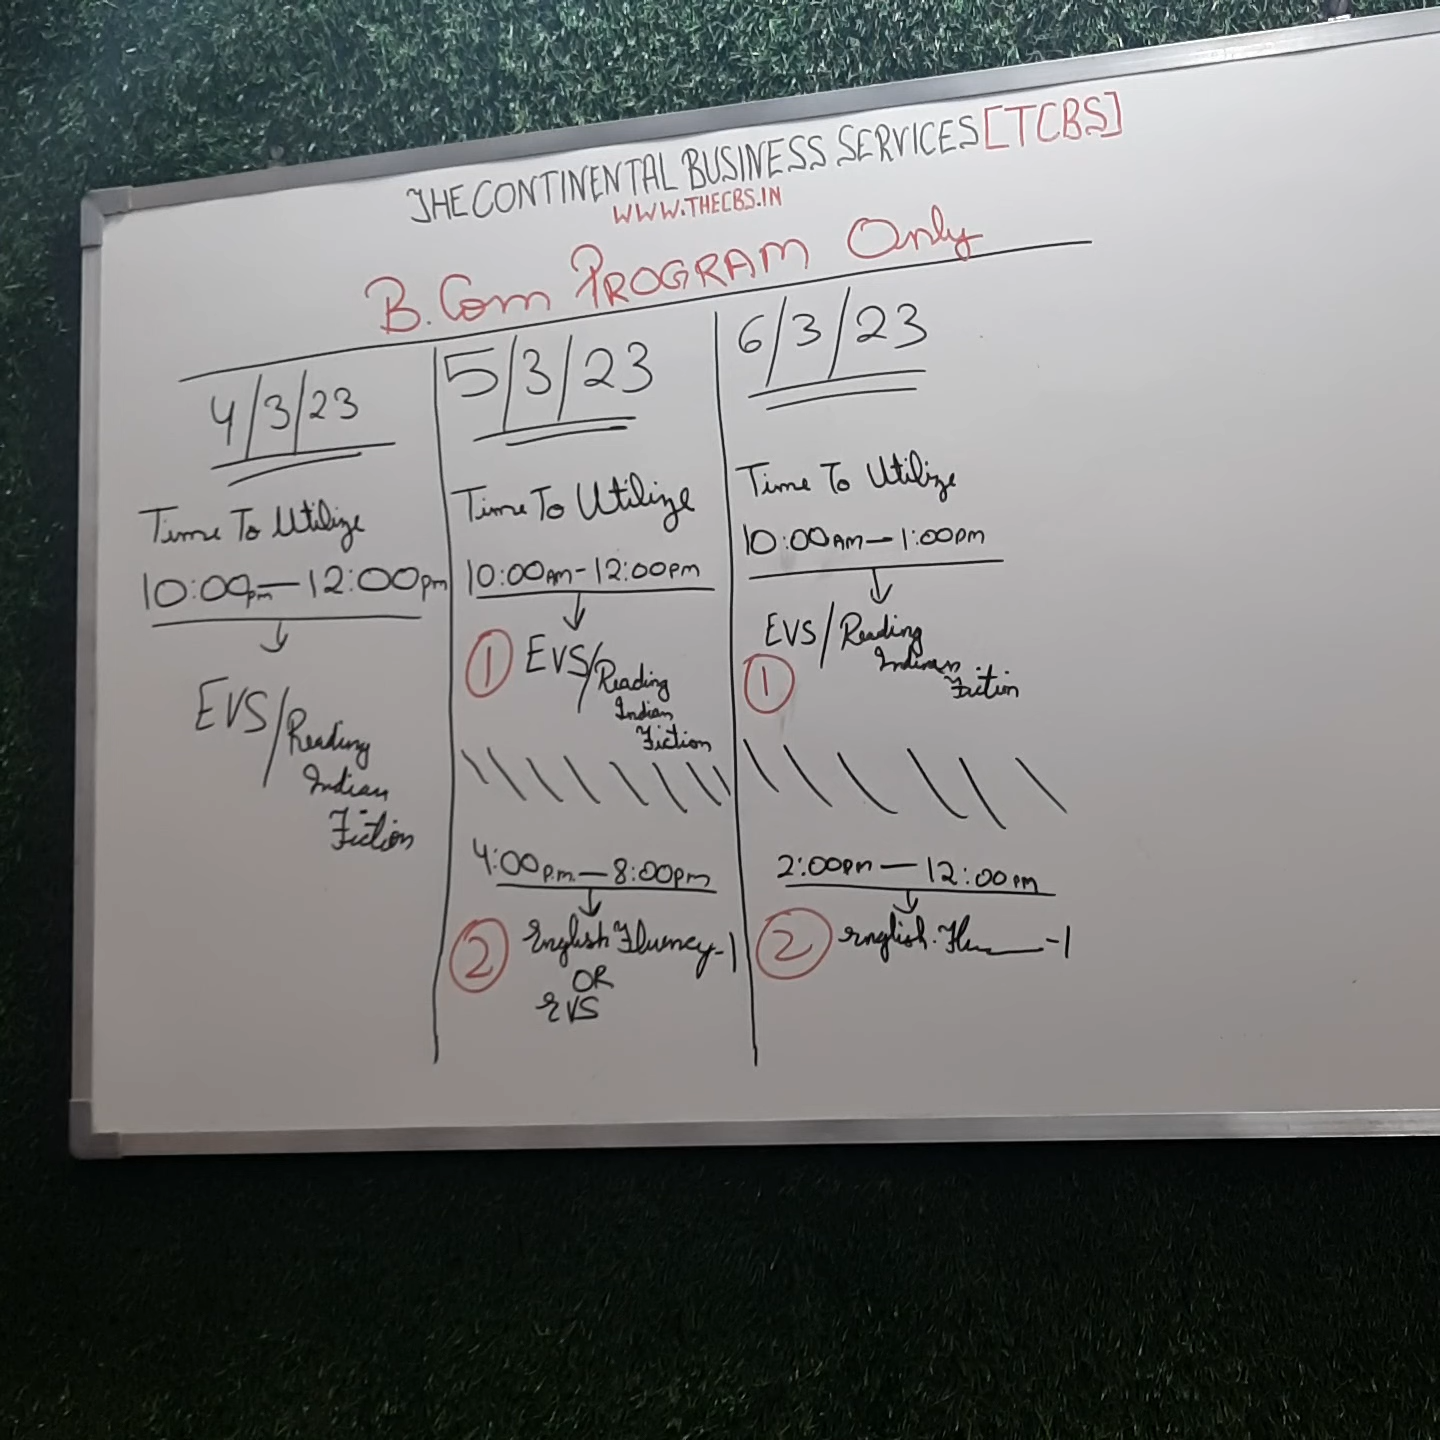 THE CONTINENTAL BUSINESS SERVICES [TCBS]
WWW.THECBS.IN
B.Com PROGRAM Only
4/3/23
Time To Utilize
10:00pm—12:00pm
EVS/Reading
Indian
Fiction
5/3/23
Time To Utilize
10:00AM-12:00PM
1 EVS/Reading
Indian
Fiction
4:00P.m.—8:00pm
2 English Fluency-1
OR
EVS
6/3/23
Time To Utilize
10:00AM—1:00PM
EVS/Reading
Indian
Fiction
1
2:00PM—12:00PM
2 English. Flu___-1